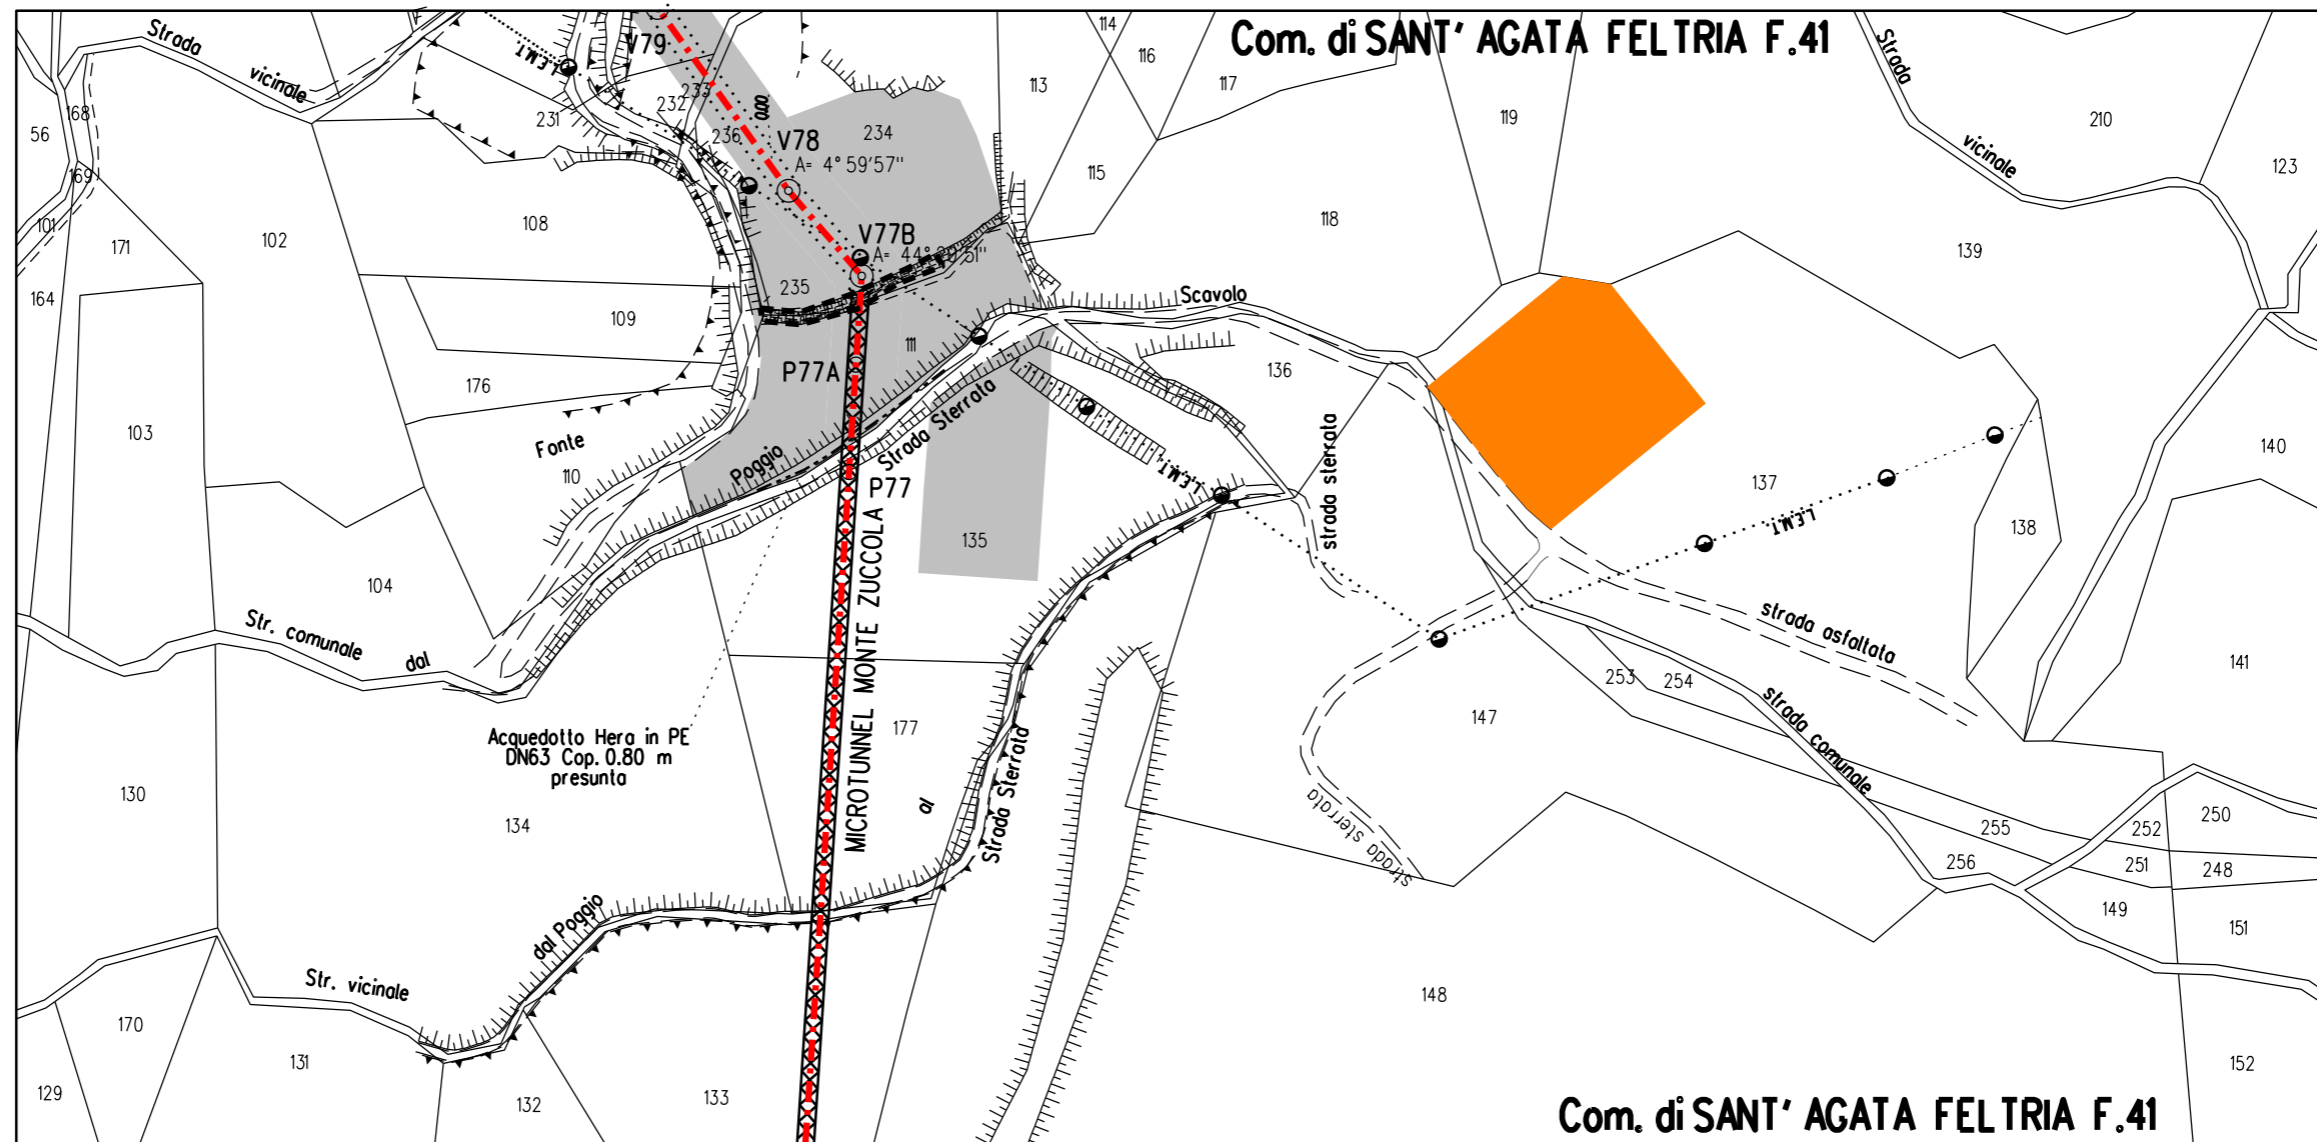 Com. di SANT' AGATA FELTRIA F.41
Strada
vicinale
V79
L.E.M.T.
114
116
117
113
119
Strada
210
vicinale
123
56
168
169
101
231
232
233
236
234
V78
A= 4°59'57"
115
171
102
108
118
139
V77B
164
235
109
Scavolo
111
P77A
136
176
103
Fonte
110
Poggio
Strada Sterrata
strada sterrata
L.E.M.T.
P77
137
140
L.E.M.T
138
135
104
Str. comunale
dal
MICROTUNNEL MONTE ZUCCOLA
strada asfaltata
141
253
254
147
strada comunale
177
Acquedotto Hera in PE
DN63 Cop. 0.80 m
presunta
Strada Sterrata
al
130
134
strada sterrata
255
252
250
256
251
248
149
151
dal Poggio
Str. vicinale
148
170
131
152
129
132
133
Com. di SANT' AGATA FELTRIA F.41